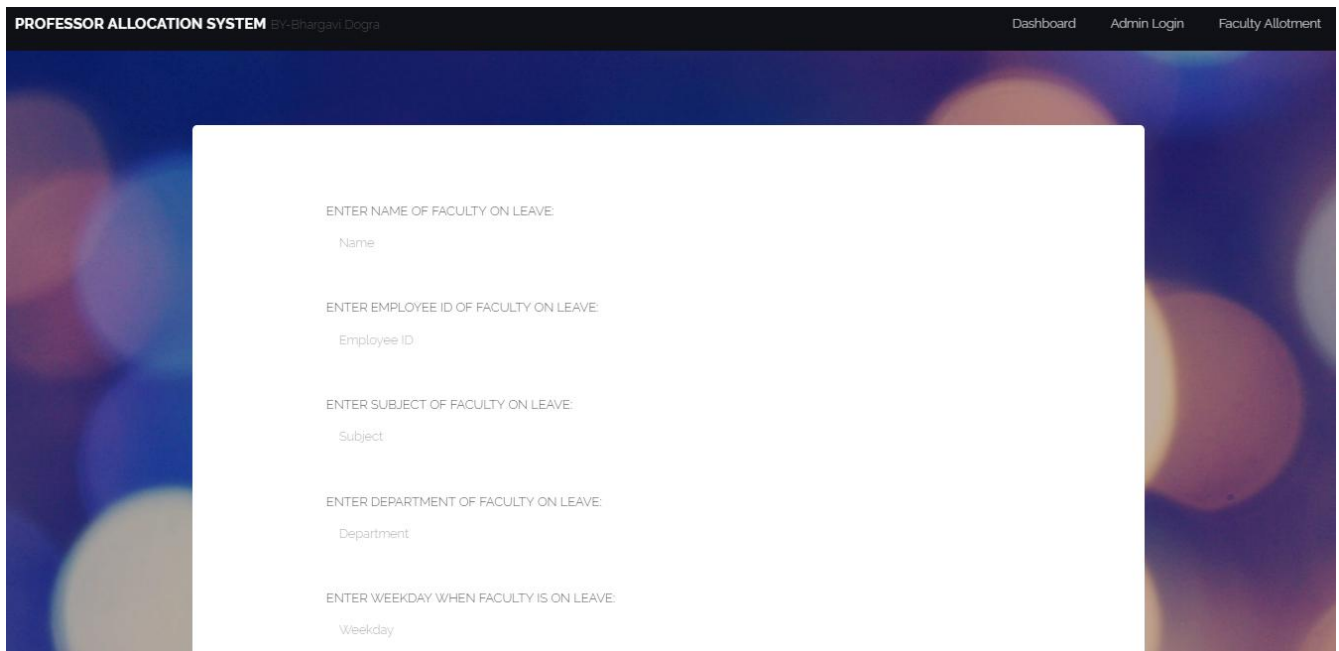 PROFESSOR ALLOCATION SYSTEM BY-Bhargavi Dogra
Dashboard Admin Login Faculty Allotment
ENTER NAME OF FACULTY ON LEAVE:
Name
ENTER EMPLOYEE ID OF FACULTY ON LEAVE:
Employee ID
ENTER SUBJECT OF FACULTY ON LEAVE:
Subject
ENTER DEPARTMENT OF FACULTY ON LEAVE:
Department
ENTER WEEKDAY WHEN FACULTY IS ON LEAVE:
Weekday